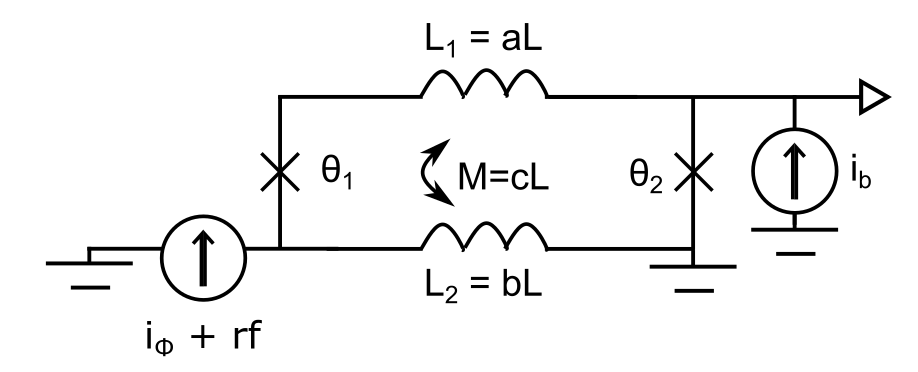 L₁ = aL
θ₁
M=cL
θ₂
i_b
L₂ = bL
i_Φ + rf